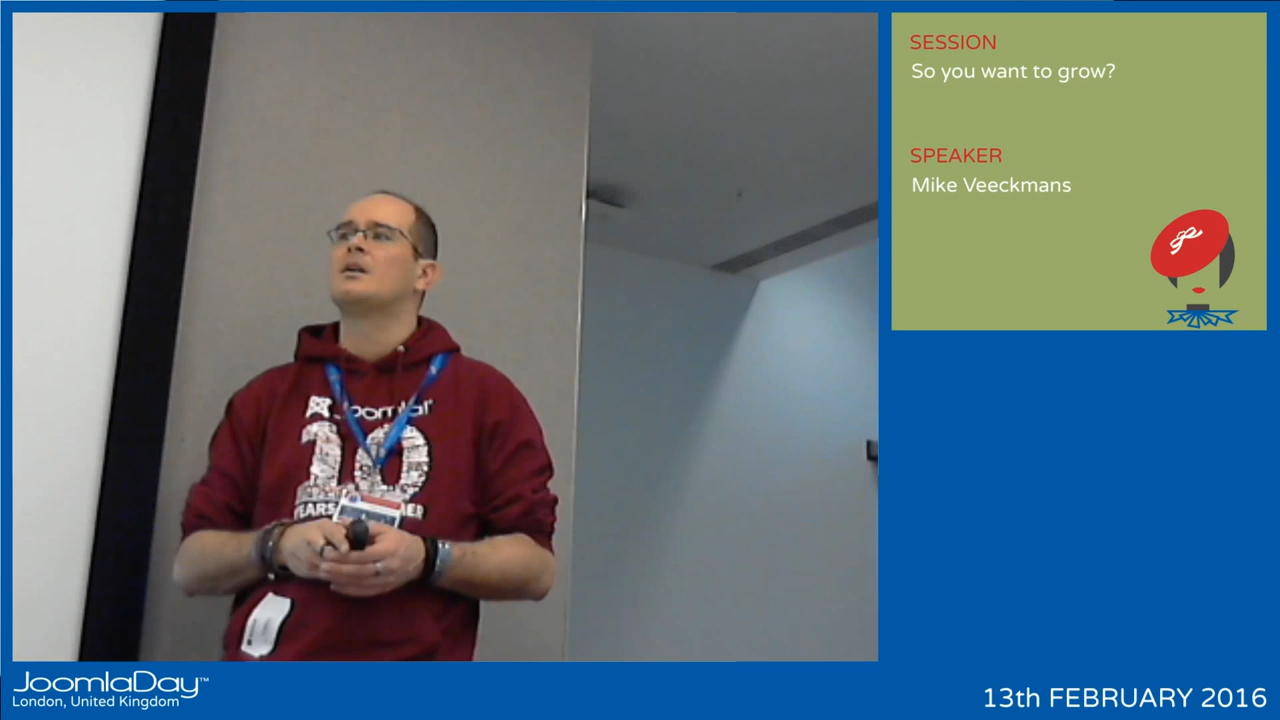 SESSION
So you want to grow?
SPEAKER
Mike Veeckmans
Joomla!
10
YEARS
JoomlaDay™
London, United Kingdom
13th FEBRUARY 2016